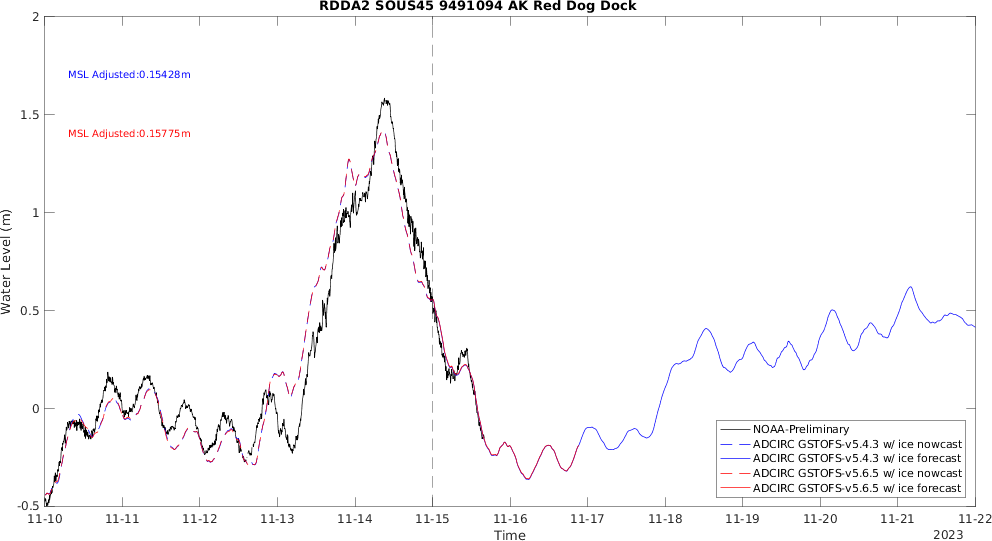 RDDA2 SOUS45 9491094 AK Red Dog Dock
2
MSL Adjusted:0.15428m
1.5
MSL Adjusted:0.15775m
1
Water Level (m)
0.5
0
NOAA-Preliminary
ADCIRC GSTOFS-v5.4.3 w/ ice nowcast
ADCIRC GSTOFS-v5.4.3 w/ ice forecast
ADCIRC GSTOFS-v5.6.5 w/ ice nowcast
ADCIRC GSTOFS-v5.6.5 w/ ice forecast
-0.5
11-10 11-11 11-12 11-13 11-14 11-15 11-16 11-17 11-18 11-19 11-20 11-21 11-22
Time
2023